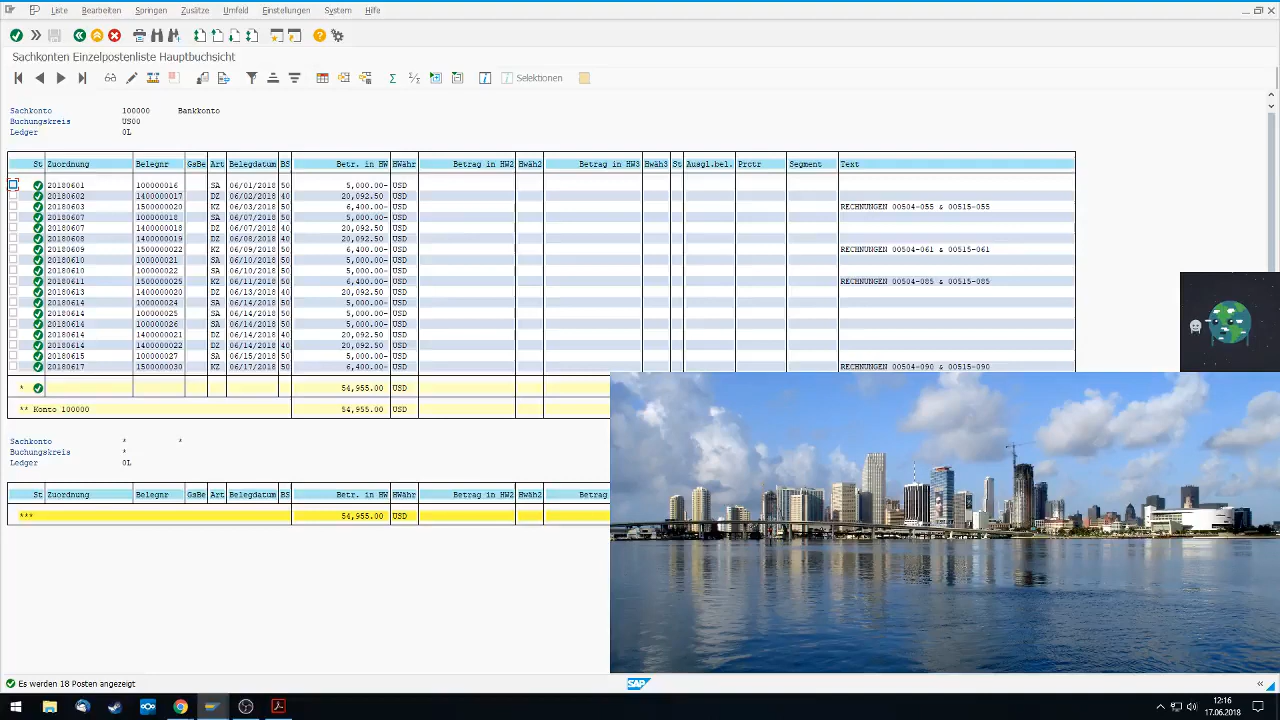 Liste Bearbeiten Springen Zusätze Umfeld Einstellungen System Hilfe
Sachkonten Einzelpostenliste Hauptbuchsicht
Selektionen
Sachkonto 100000 Bankkonto
Buchungskreis US00
Ledger 0L
St Zuordnung Belegnr GsBe Art Belegdatum BS Betr. in HW HWähr Betrag in HW2 HWäh2 Betrag in HW3 HWäh3 St Ausgl.bel. Prctr Segment Text
20180601 100000016 SA 06/01/2018 50 5,000.00- USD
20180602 1400000017 DZ 06/02/2018 40 20,092.50 USD
20180603 1500000020 KZ 06/03/2018 50 6,400.00- USD RECHNUNGEN 00504-055 & 00515-055
20180607 100000018 SA 06/07/2018 50 5,000.00- USD
20180607 1400000018 DZ 06/07/2018 40 20,092.50 USD
20180608 1400000019 DZ 06/08/2018 40 20,092.50 USD
20180609 1500000022 KZ 06/09/2018 50 6,400.00- USD RECHNUNGEN 00504-061 & 00515-061
20180610 100000021 SA 06/10/2018 50 5,000.00- USD
20180610 100000022 SA 06/10/2018 50 5,000.00- USD
20180611 1500000025 KZ 06/11/2018 50 6,400.00- USD RECHNUNGEN 00504-085 & 00515-085
20180613 1400000020 DZ 06/13/2018 40 20,092.50 USD
20180614 100000024 SA 06/14/2018 50 5,000.00- USD
20180614 100000025 SA 06/14/2018 50 5,000.00- USD
20180614 100000026 SA 06/14/2018 50 5,000.00- USD
20180614 1400000021 DZ 06/14/2018 40 20,092.50 USD
20180614 1400000022 DZ 06/14/2018 40 20,092.50 USD
20180615 100000027 SA 06/15/2018 50 5,000.00- USD
20180617 1500000030 KZ 06/17/2018 50 6,400.00- USD RECHNUNGEN 00504-090 & 00515-090
* 54,955.00 USD
** Konto 100000 54,955.00 USD
Sachkonto * *
Buchungskreis *
Ledger 0L
St Zuordnung Belegnr GsBe Art Belegdatum BS Betr. in HW HWähr Betrag in HW2 HWäh2 Betrag
*** 54,955.00 USD
Es werden 18 Posten angezeigt
SAP
12:16
17.06.2018